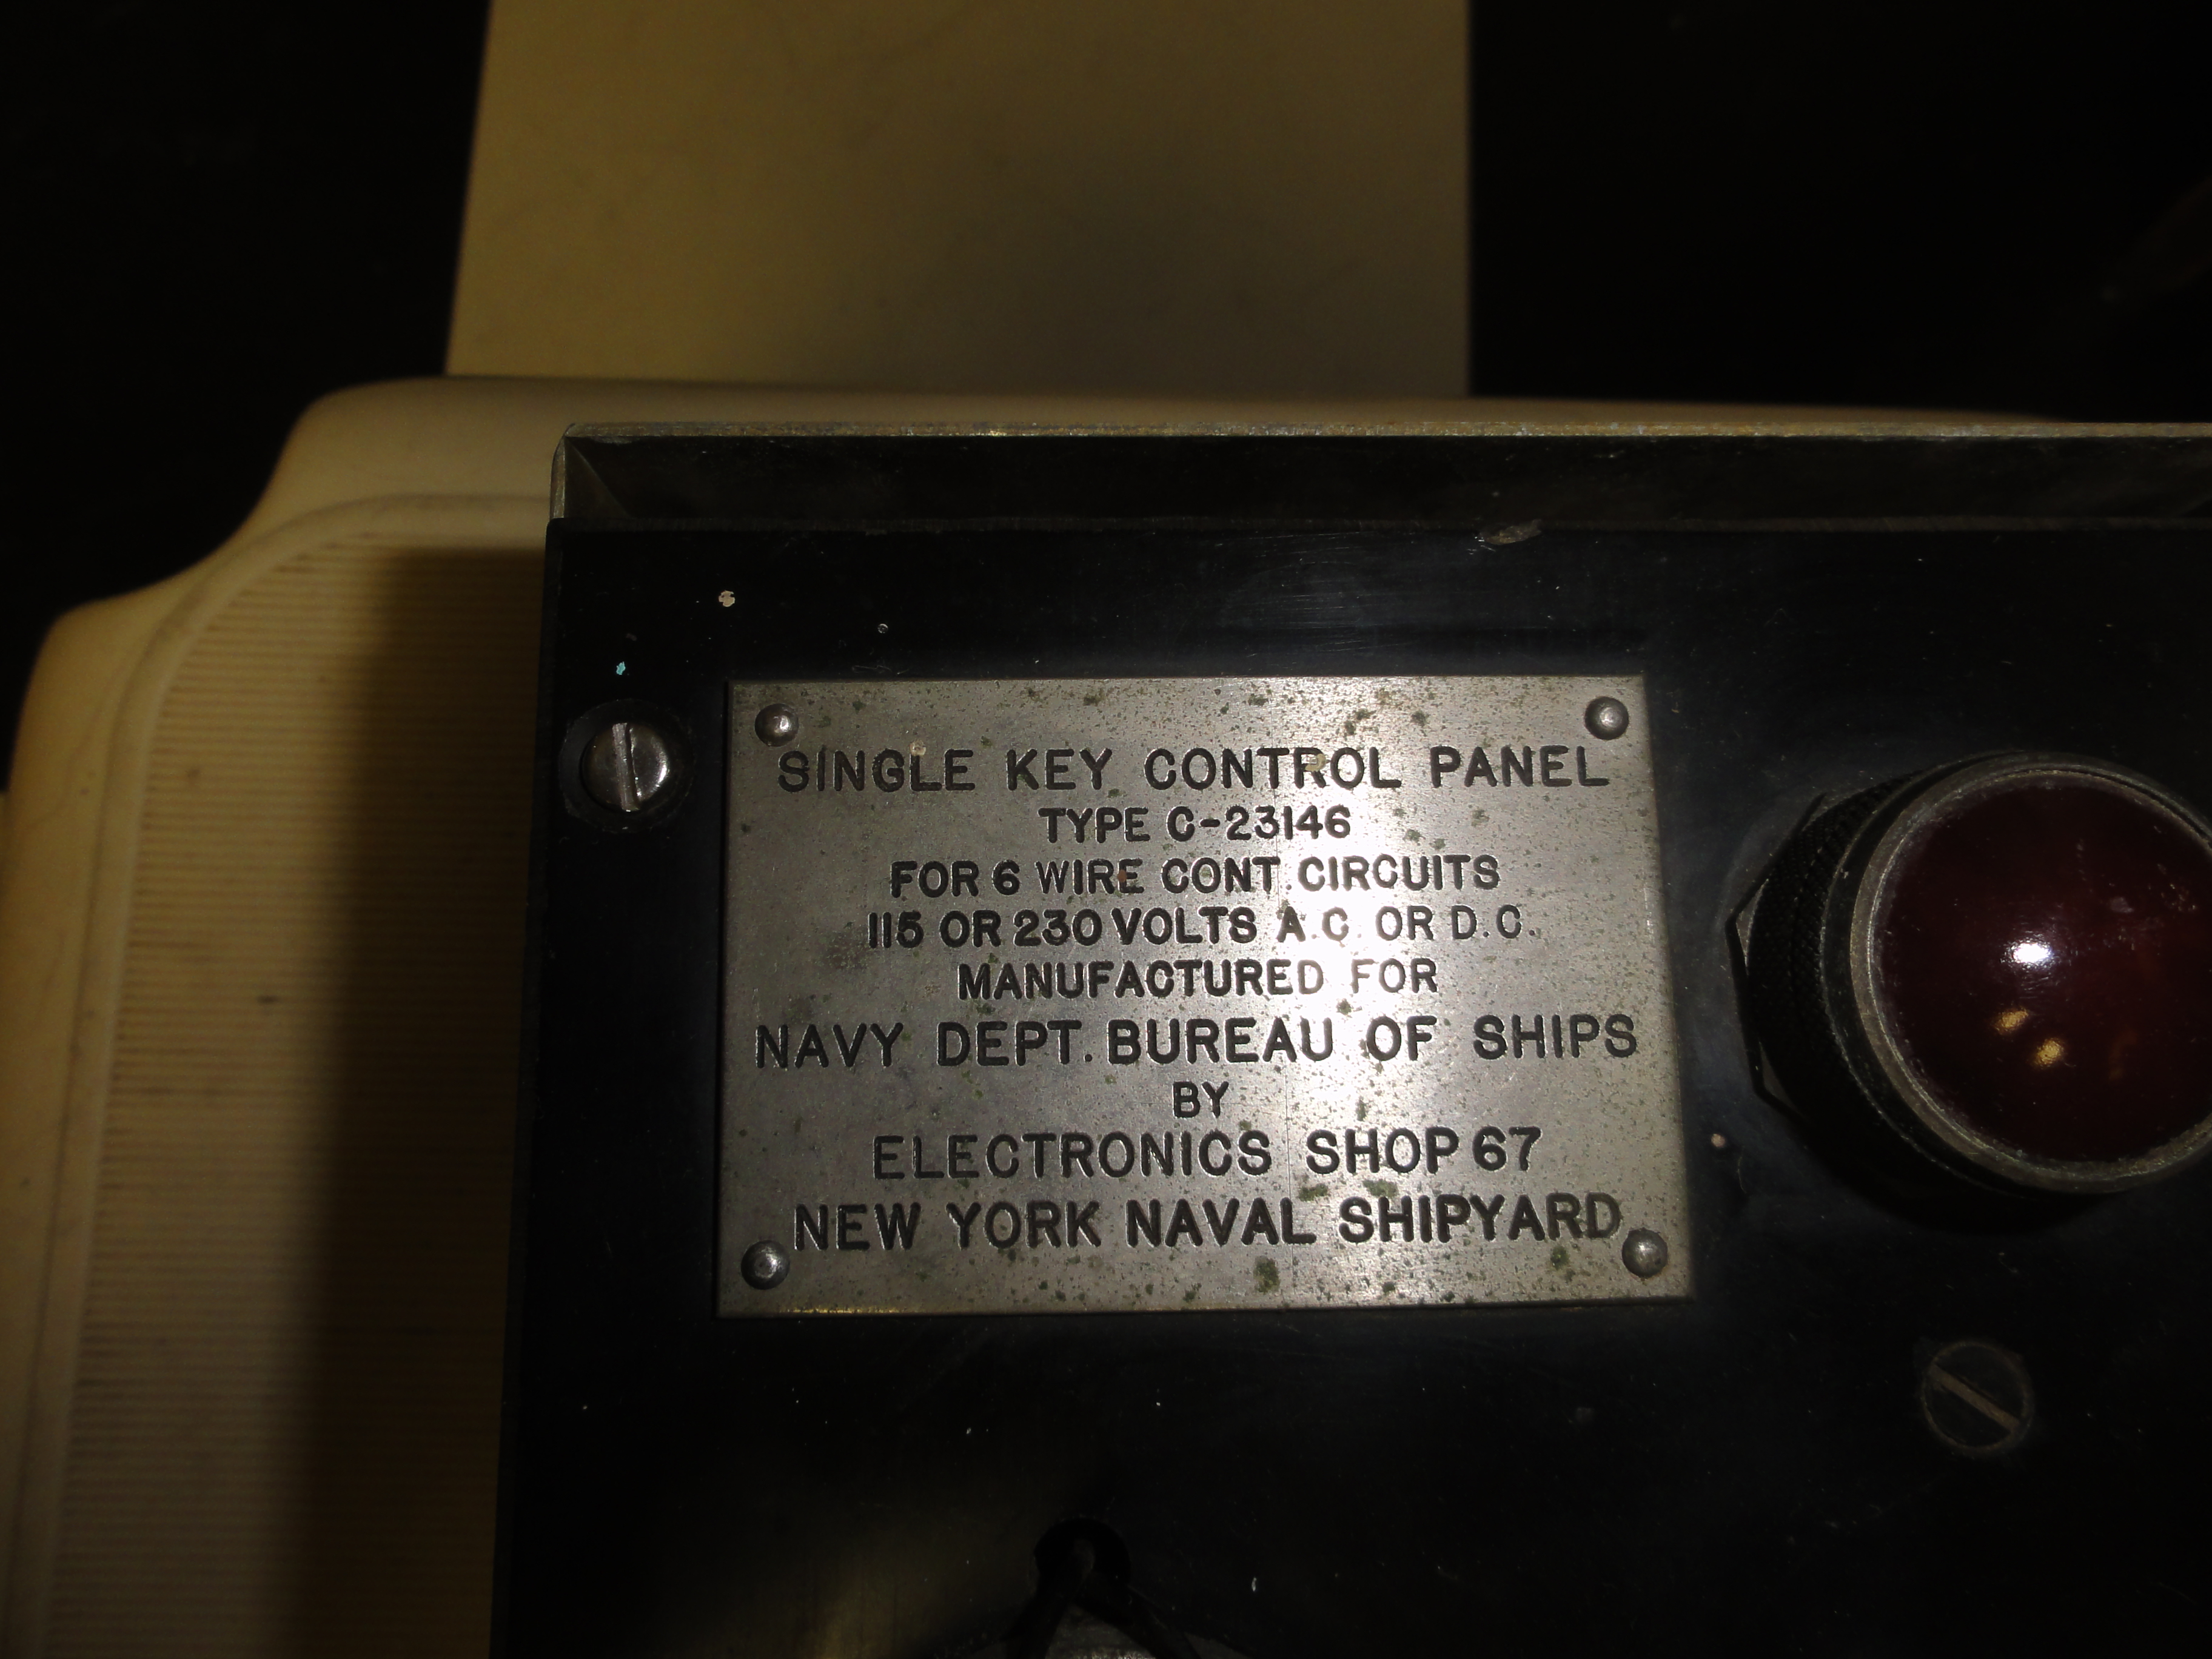 SINGLE KEY CONTROL PANEL
TYPE C-23146
FOR 6 WIRE CONT. CIRCUITS
115 OR 230 VOLTS A.C. OR D.C.
MANUFACTURED FOR
NAVY DEPT. BUREAU OF SHIPS
BY
ELECTRONICS SHOP 67
NEW YORK NAVAL SHIPYARD